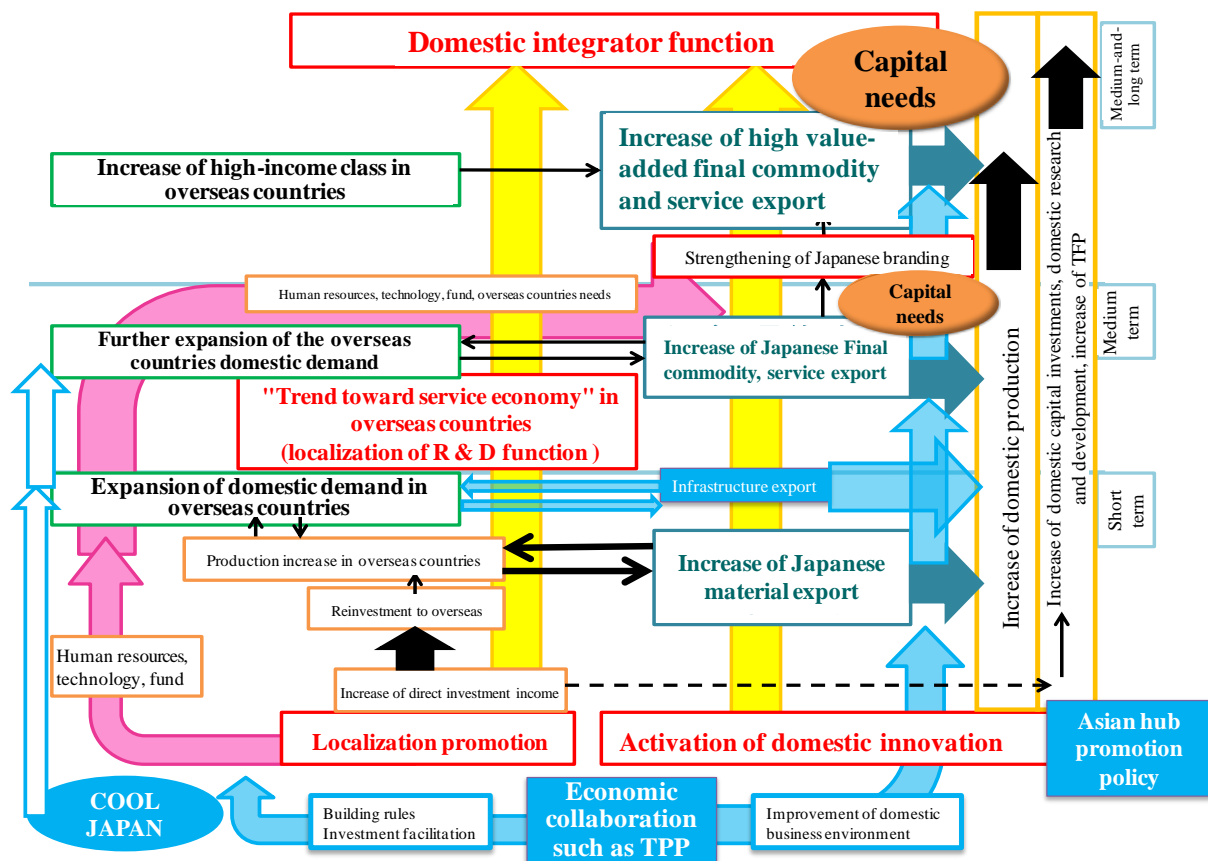 Domestic integrator function
Capital
needs
Increase of high value-
added final commodity
and service export
Increase of high-income class in
overseas countries
Strengthening of Japanese branding
Human resources, technology, fund, overseas countries needs
Capital
needs
Further expansion of the overseas
countries domestic demand
Increase of Japanese Final
commodity, service export
"Trend toward service economy" in
overseas countries
(localization of R & D function )
Expansion of domestic demand in
overseas countries
Infrastructure export
Production increase in overseas countries
Increase of Japanese
material export
Reinvestment to overseas
Human resources,
technology, fund
Increase of direct investment income
Localization promotion
Activation of domestic innovation
Asian hub
promotion
policy
COOL
JAPAN
Building rules
Investment facilitation
Economic
collaboration
such as TPP
Improvement of domestic
business environment
Increase of domestic production
Increase of domestic capital investments, domestic research
and development, increase of TFP
Medium-and-
long term
Medium
term
Short
term